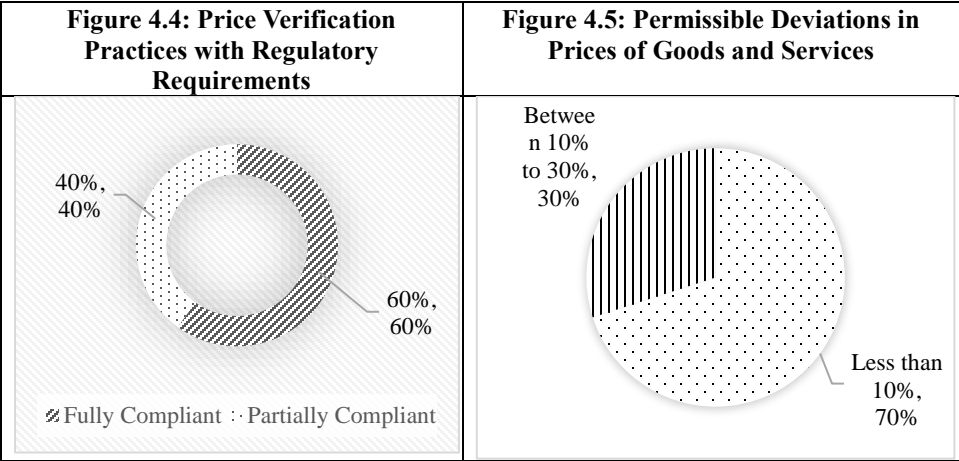 Figure 4.4: Price Verification
Practices with Regulatory
Requirements
40%,
40%
60%,
60%
Fully Compliant
Partially Compliant
Figure 4.5: Permissible Deviations in
Prices of Goods and Services
Betwee
n 10%
to 30%,
30%
Less than
10%,
70%